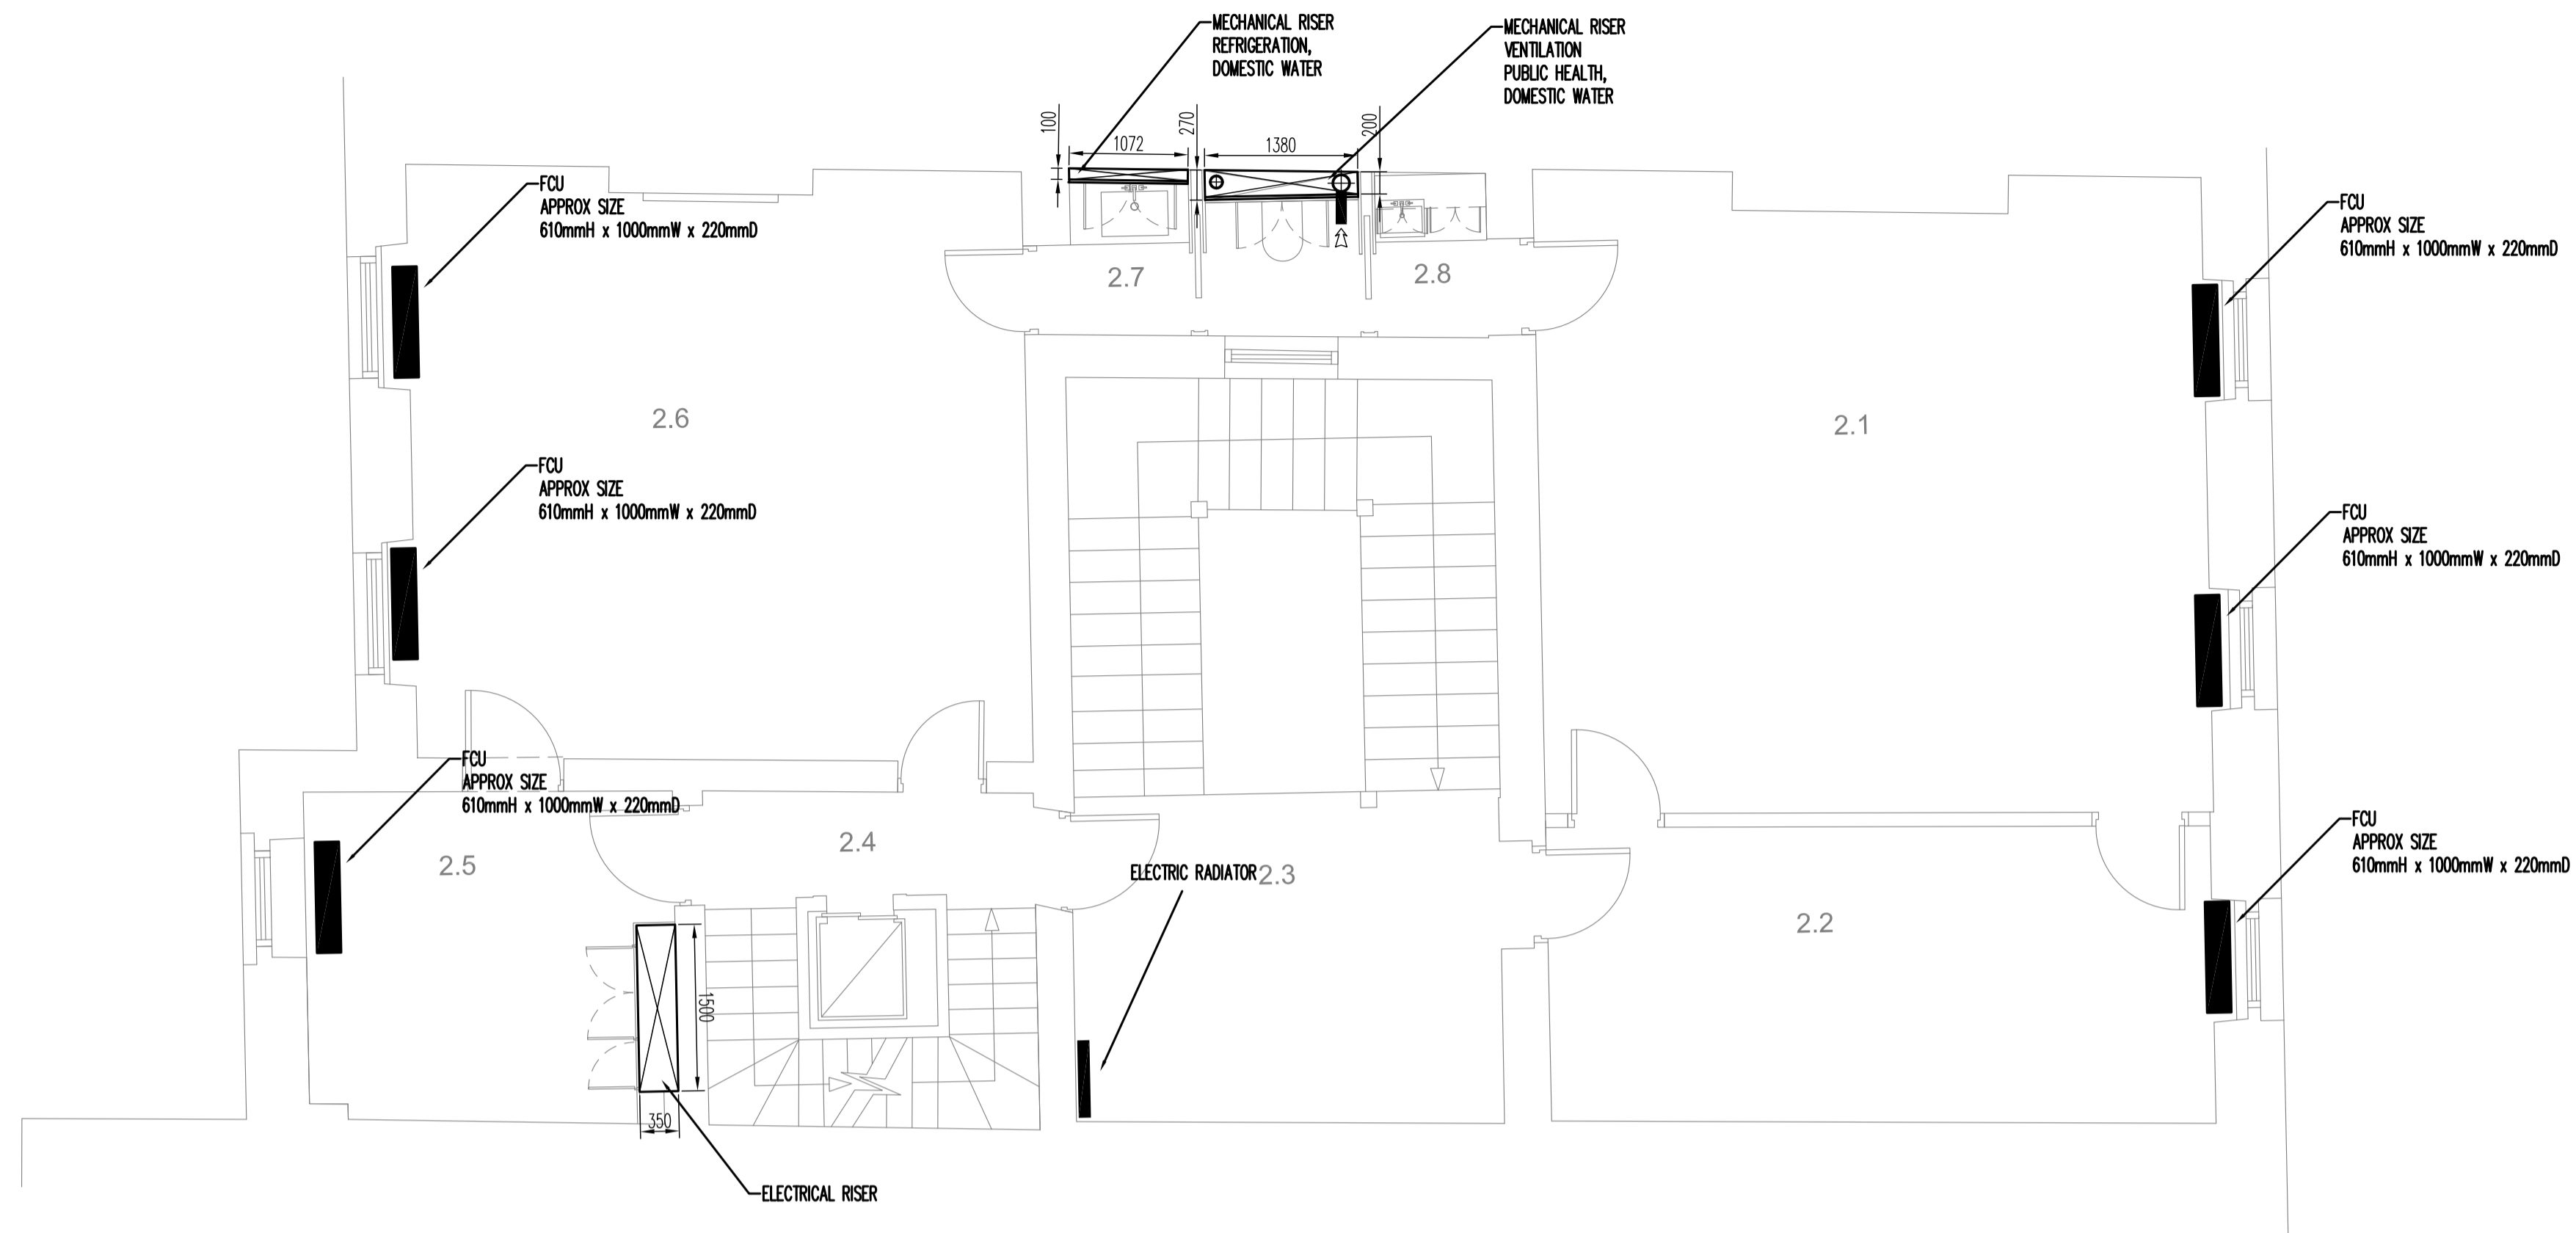 MECHANICAL RISER
REFRIGERATION,
DOMESTIC WATER
MECHANICAL RISER
VENTILATION
PUBLIC HEALTH,
DOMESTIC WATER
100
1072
270
1380
200
FCU
APPROX SIZE
610mmH x 1000mmW x 220mmD
FCU
APPROX SIZE
610mmH x 1000mmW x 220mmD
2.7
2.8
2.6
2.1
FCU
APPROX SIZE
610mmH x 1000mmW x 220mmD
FCU
APPROX SIZE
610mmH x 1000mmW x 220mmD
FCU
APPROX SIZE
610mmH x 1000mmW x 220mmD
FCU
APPROX SIZE
610mmH x 1000mmW x 220mmD
2.4
2.5
ELECTRIC RADIATOR
2.3
2.2
1500
350
ELECTRICAL RISER